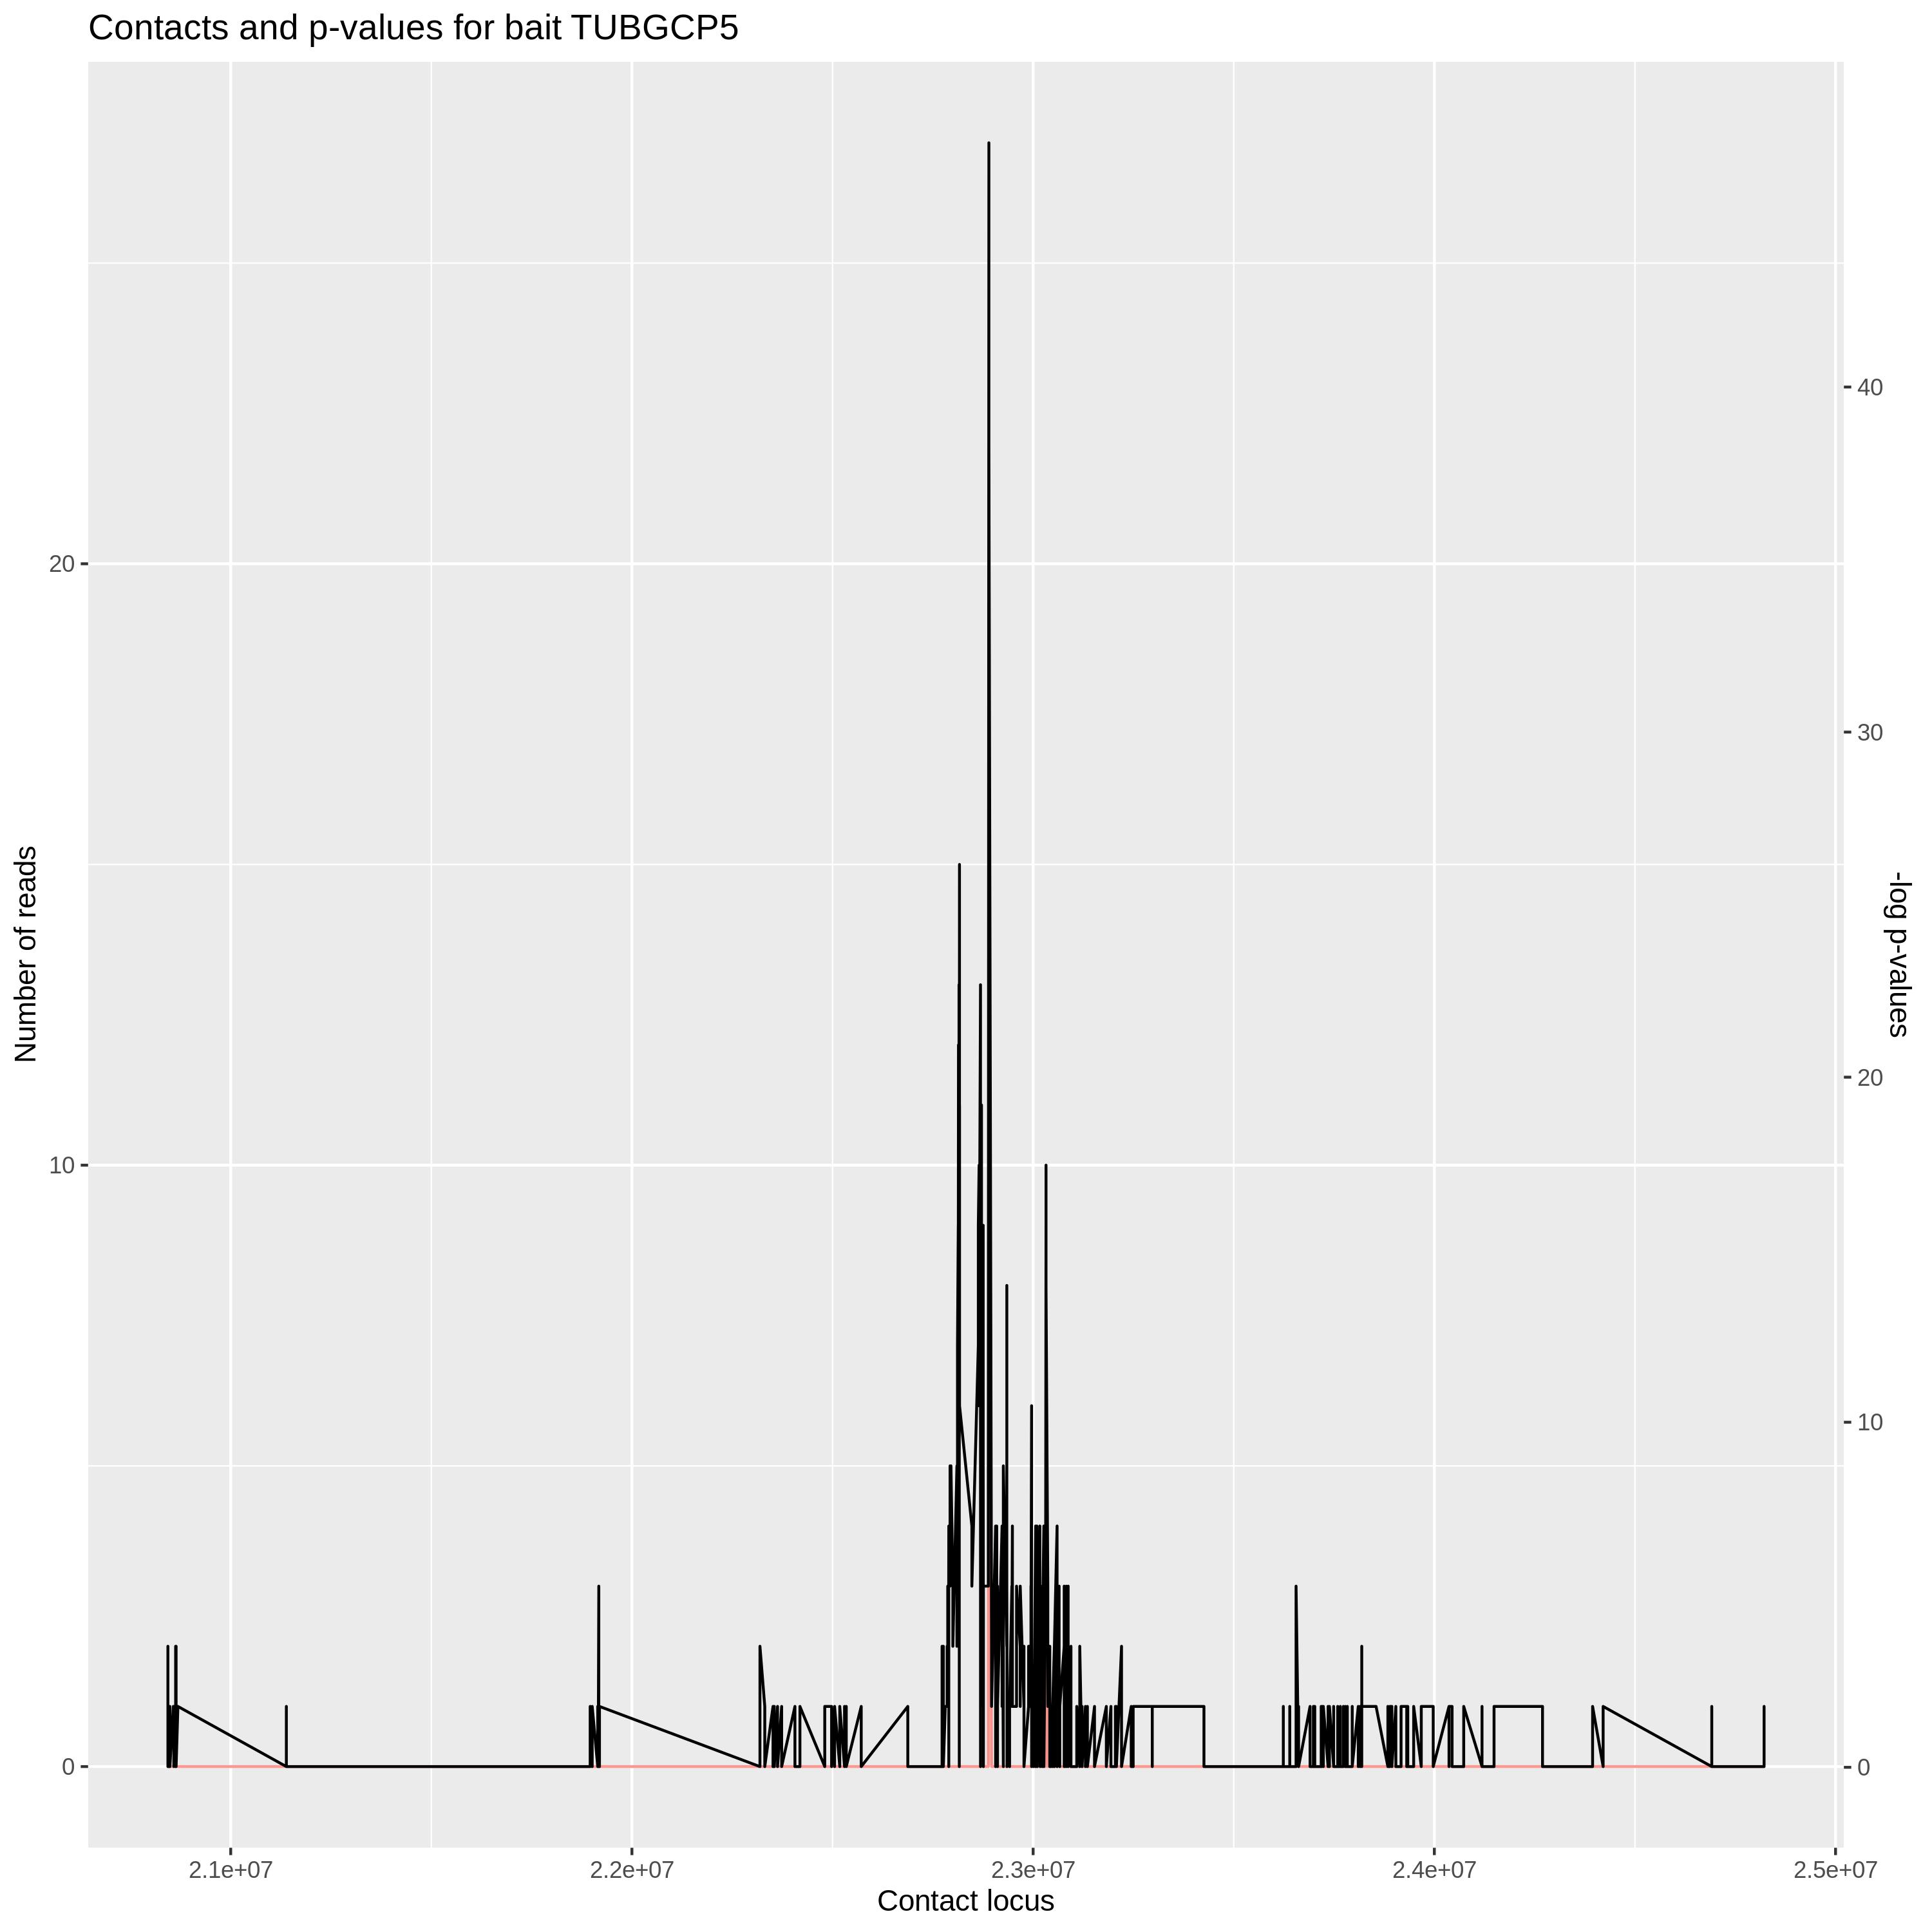 Contacts and p-values for bait TUBGCP5
Number of reads
20
10
0
40
30
20
10
0
-log p-values
2.1e+07
2.2e+07
2.3e+07
2.4e+07
2.5e+07
Contact locus